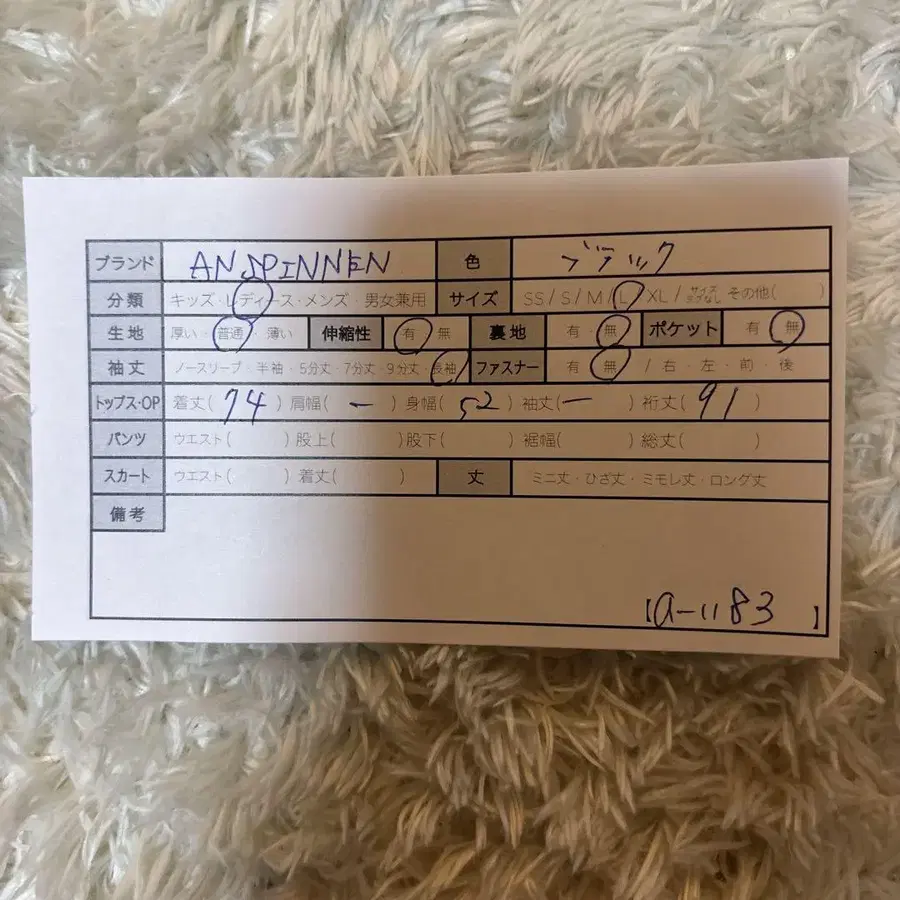 ブランド ANSPINNEN 色 ブラック
分類 キッズ・レディース・メンズ・男女兼用 サイズ SS / S / M / L / XL / サイズタグなし その他( )
生地 厚い・普通・薄い 伸縮性 有・無 裏地 有・無 ポケット 有・無
袖丈 ノースリーブ・半袖・5分丈・7分丈・9分丈・長袖 ファスナー 有・無 / 右・左・前・後
トップス・OP 着丈( 74 ) 肩幅( ー ) 身幅( 52 ) 袖丈( ー ) 裄丈( 91 )
パンツ ウエスト( ) 股上( ) 股下( ) 裾幅( ) 総丈( )
スカート ウエスト( ) 着丈( ) 丈 ミニ丈・ひざ丈・ミモレ丈・ロング丈
備考
【a-1183 】